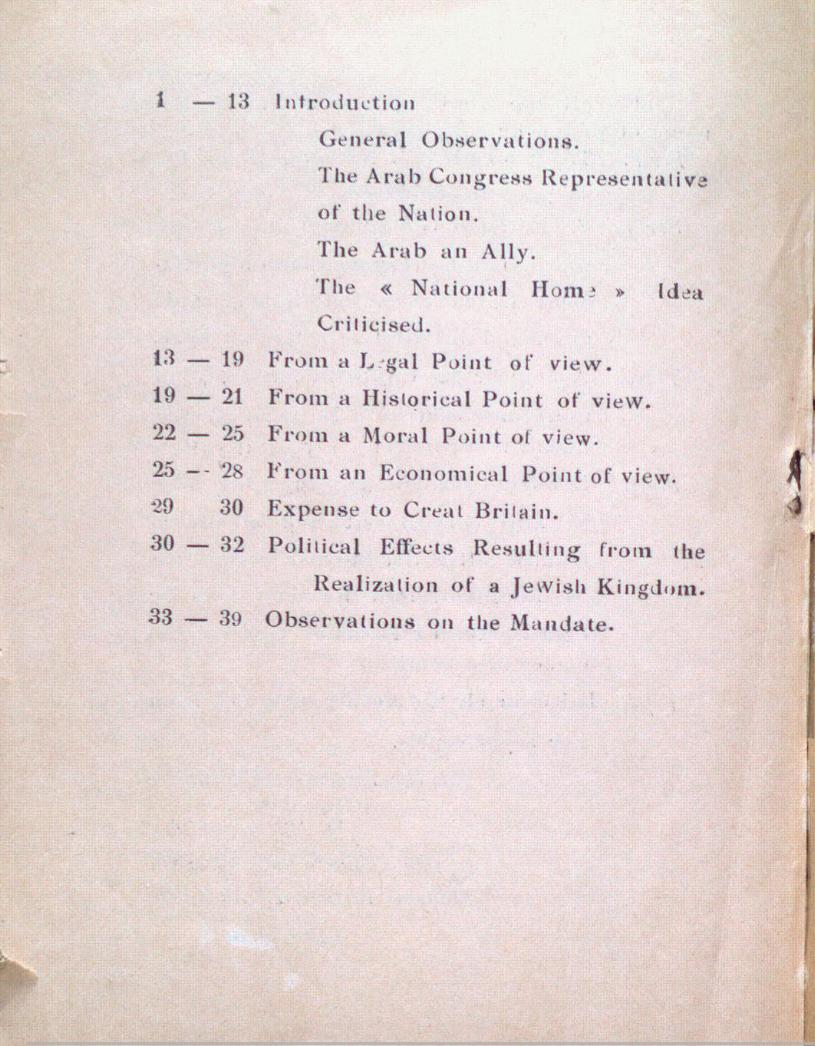 1 — 13 Introduction
General Observations.
The Arab Congress Representative
of the Nation.
The Arab an Ally.
The « National Home » Idea
Criticised.
13 — 19 From a Legal Point of view.
19 — 21 From a Historical Point of view.
22 — 25 From a Moral Point of view.
25 — 28 From an Economical Point of view.
29 30 Expense to Creat Britain.
30 — 32 Political Effects Resulting from the
Realization of a Jewish Kingdom.
33 — 39 Observations on the Mandate.